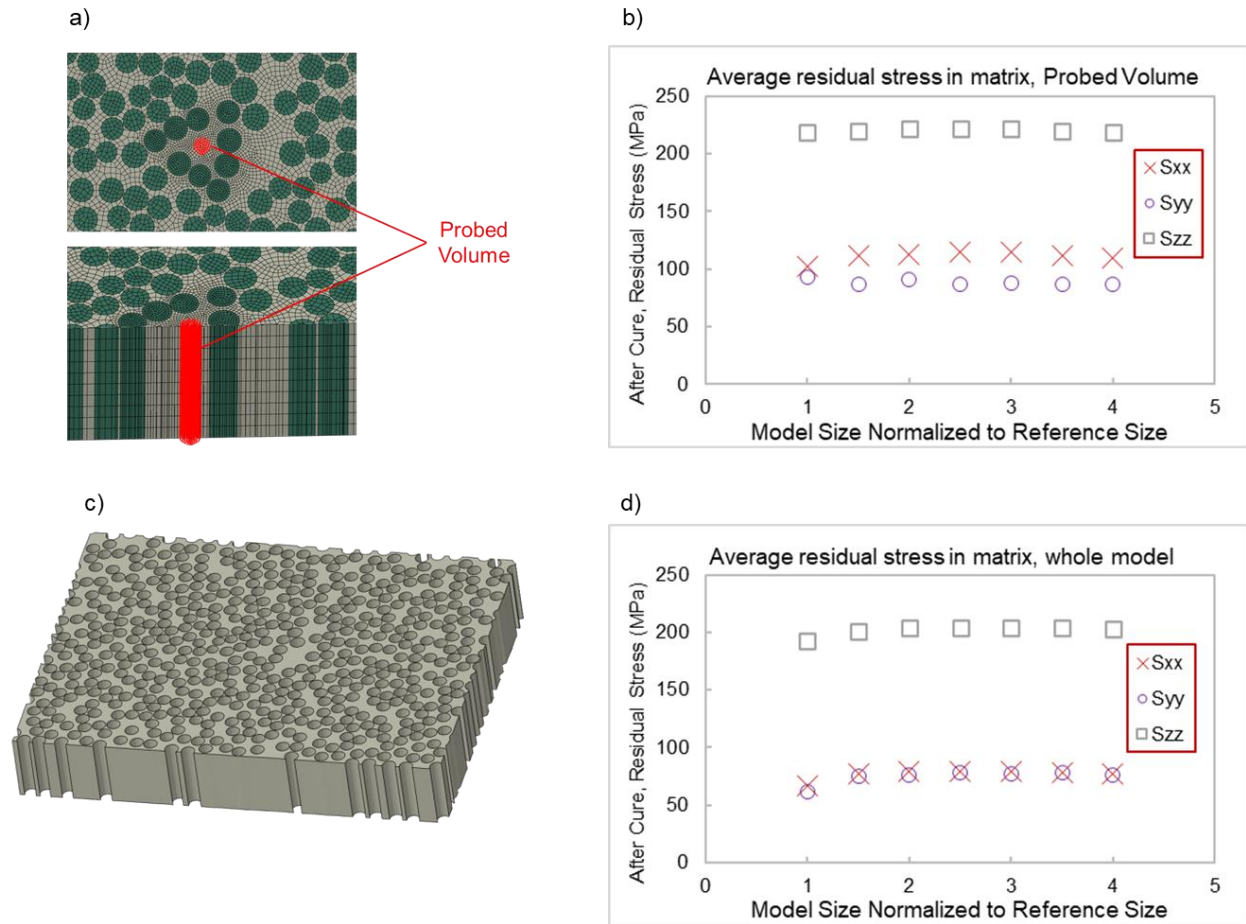 a)
Probed
Volume
b)
Average residual stress in matrix, Probed Volume
After Cure, Residual Stress (MPa)
250
200
150
100
50
0
0 1 2 3 4 5
Model Size Normalized to Reference Size
Sxx
Syy
Szz
c)
d)
Average residual stress in matrix, whole model
After Cure, Residual Stress (MPa)
250
200
150
100
50
0
0 1 2 3 4 5
Model Size Normalized to Reference Size
Sxx
Syy
Szz